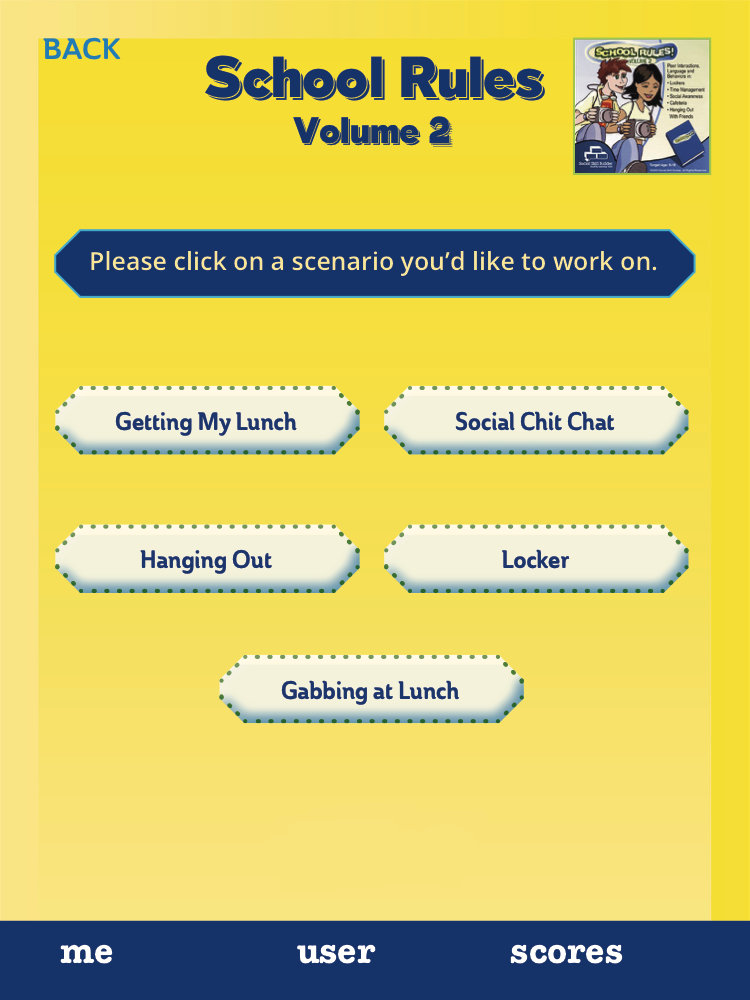 BACK
School Rules
Volume 2
SCHOOL RULES!
VOLUME 2
Peer Interactions,
Language and
Behaviors in:
• Lockers
• Time Management
• Social Awareness
• Cafeteria
• Hanging Out
With Friends
Please click on a scenario you’d like to work on.
Getting My Lunch
Social Chit Chat
Hanging Out
Locker
Gabbing at Lunch
me
user
scores